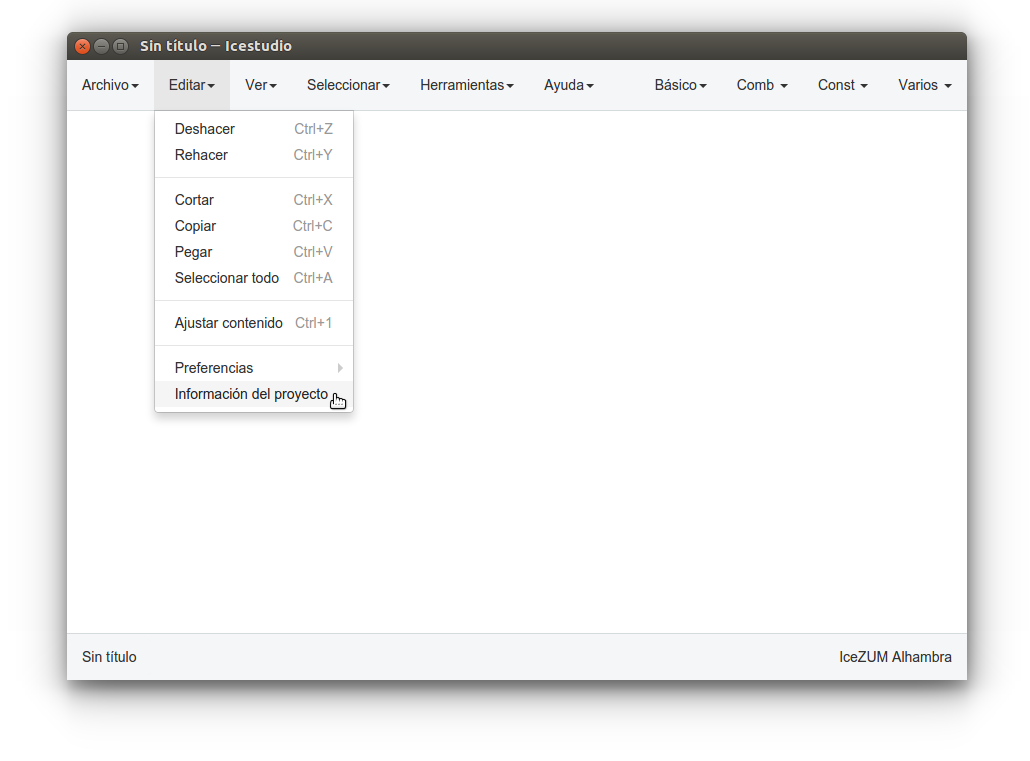 Sin título – Icestudio
Archivo Editar Ver Seleccionar Herramientas Ayuda Básico Comb Const Varios
Deshacer Ctrl+Z
Rehacer Ctrl+Y
Cortar Ctrl+X
Copiar Ctrl+C
Pegar Ctrl+V
Seleccionar todo Ctrl+A
Ajustar contenido Ctrl+1
Preferencias
Información del proyecto
Sin título IceZUM Alhambra